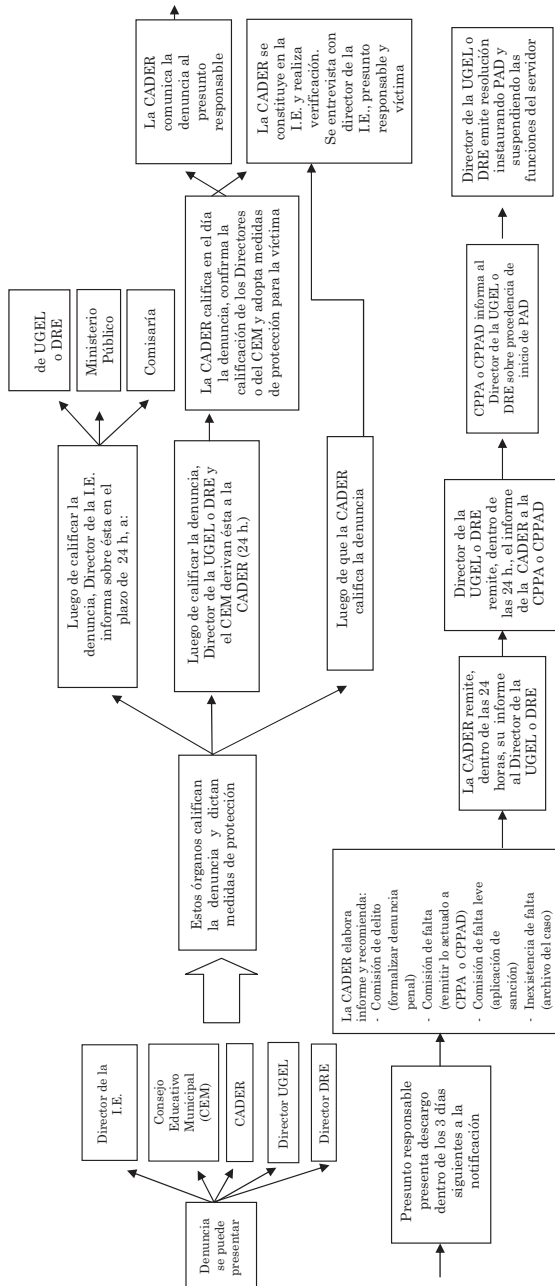 Denuncia
se puede
presentar
Director de la
I.E.
Consejo
Educativo
Municipal
(CEM)
CADER
Director UGEL
Director DRE
Estos órganos califican
la denuncia y dictan
medidas de protección
Luego de calificar la
denuncia, Director de la I.E.
informa sobre ésta en el
plazo de 24 h, a:
de UGEL
o DRE
Ministerio
Público
Comisaría
Luego de calificar la denuncia,
Director de la UGEL o DRE y
el CEM derivan ésta a la
CADER (24 h.)
Luego de que la CADER
califica la denuncia
La CADER califica en el día
la denuncia, confirma la
calificación de los Directores
o del CEM y adopta medidas
de protección para la víctima
La CADER
comunica la
denuncia al
presunto
responsable
La CADER se
constituye en la
I.E. y realiza
verificación.
Se entrevista con
director de la
I.E., presunto
responsable y
víctima
Presunto responsable
presenta descargo
dentro de los 3 días
siguientes a la
notificación
La CADER elabora
informe y recomienda:
- Comisión de delito
(formalizar denuncia
penal)
- Comisión de falta
(remitir lo actuado a
CPPA o CPPAD)
- Comisión de falta leve
(aplicación de
sanción)
- Inexistencia de falta
(archivo del caso)
La CADER remite,
dentro de las 24
horas, su informe
al Director de la
UGEL o DRE
Director de la
UGEL o DRE
remite, dentro de
las 24 h., el informe
de la CADER a la
CPPA o CPPAD
CPPA o CPPAD informa al
Director de la UGEL o
DRE sobre procedencia de
inicio de PAD
Director de la UGEL o
DRE emite resolución
instaurando PAD y
suspendiendo las
funciones del servidor